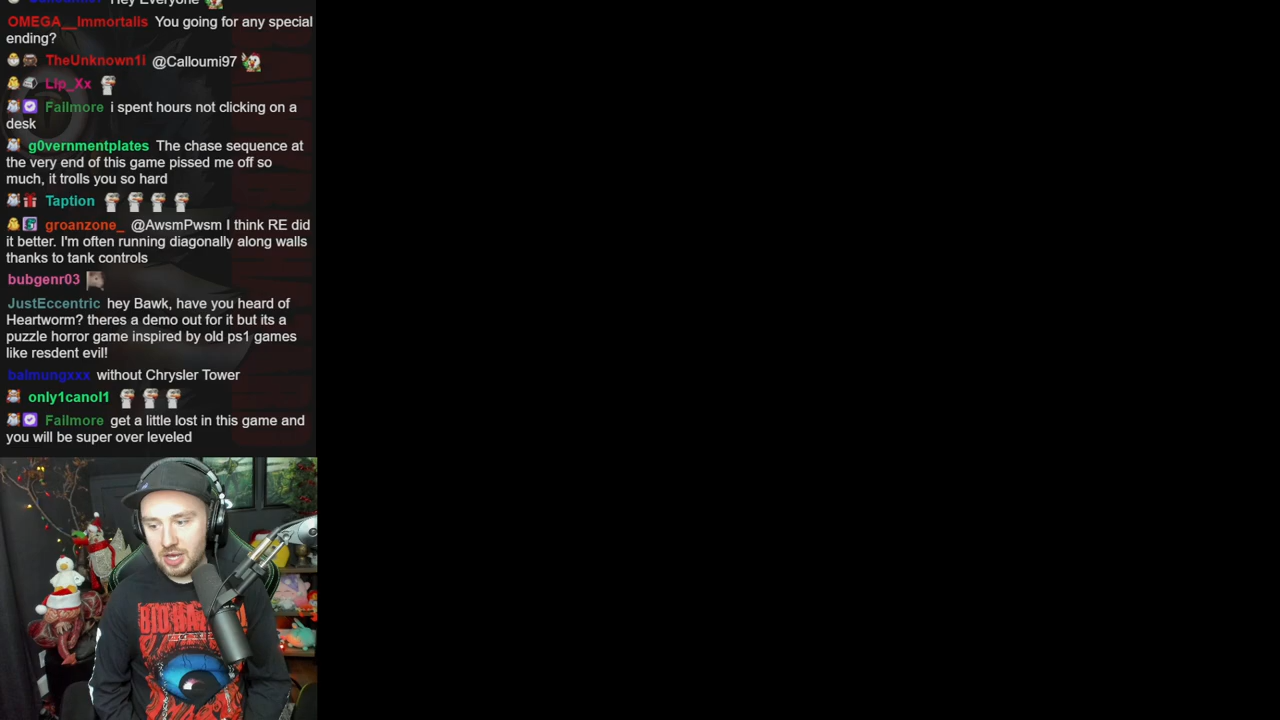 OMEGA__Immortalis You going for any special
ending?
TheUnknown1i @Calloumi97
Lip_Xx
Failmore i spent hours not clicking on a
desk
g0vernmentplates The chase sequence at
the very end of this game pissed me off so
much, it trolls you so hard
Taption
groanzone_ @AwsmPwsm I think RE did
it better. I'm often running diagonally along walls
thanks to tank controls
bubgenr03
JustEccentric hey Bawk, have you heard of
Heartworm? theres a demo out for it but its a
puzzle horror game inspired by old ps1 games
like resdent evil!
balmungxxx without Chrysler Tower
only1canol1
Failmore get a little lost in this game and
you will be super over leveled